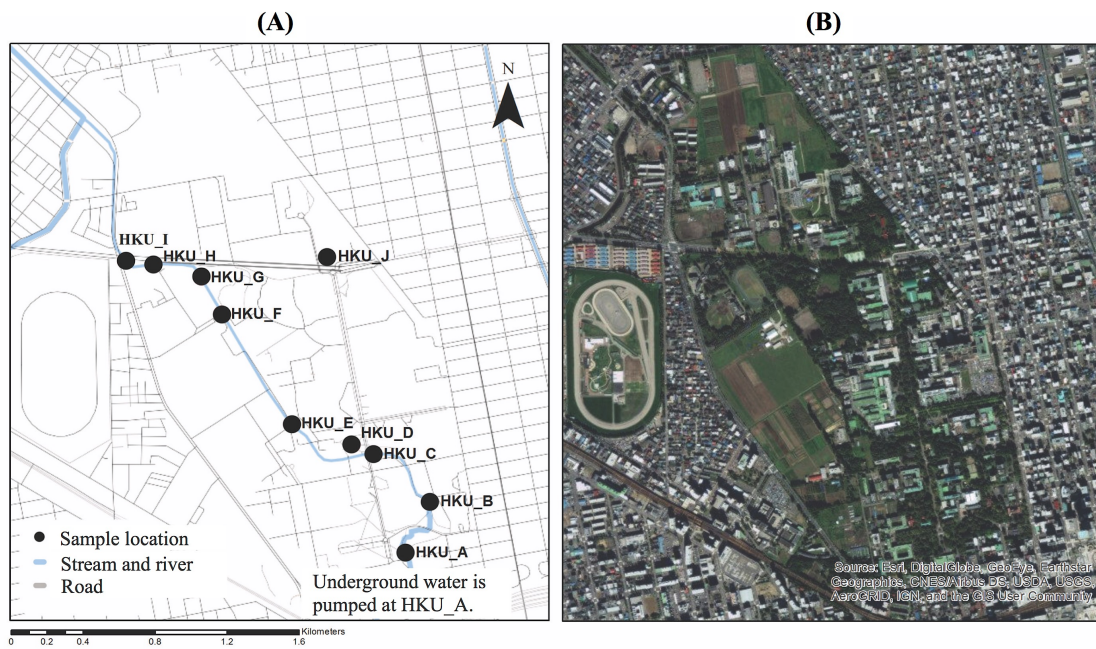 (A)
(B)
N
HKU_I
HKU_H
HKU_J
HKU_G
HKU_F
HKU_E
HKU_D
HKU_C
HKU_B
HKU_A
Sample location
Stream and river
Road
Underground water is
pumped at HKU_A.
Kilometers
0 0.2 0.4 0.8 1.2 1.6
Source: Esri, DigitalGlobe, GeoEye, Earthstar
Geographics, CNES/Airbus DS, USDA, USGS,
AeroGRID, IGN, and the GIS User Community